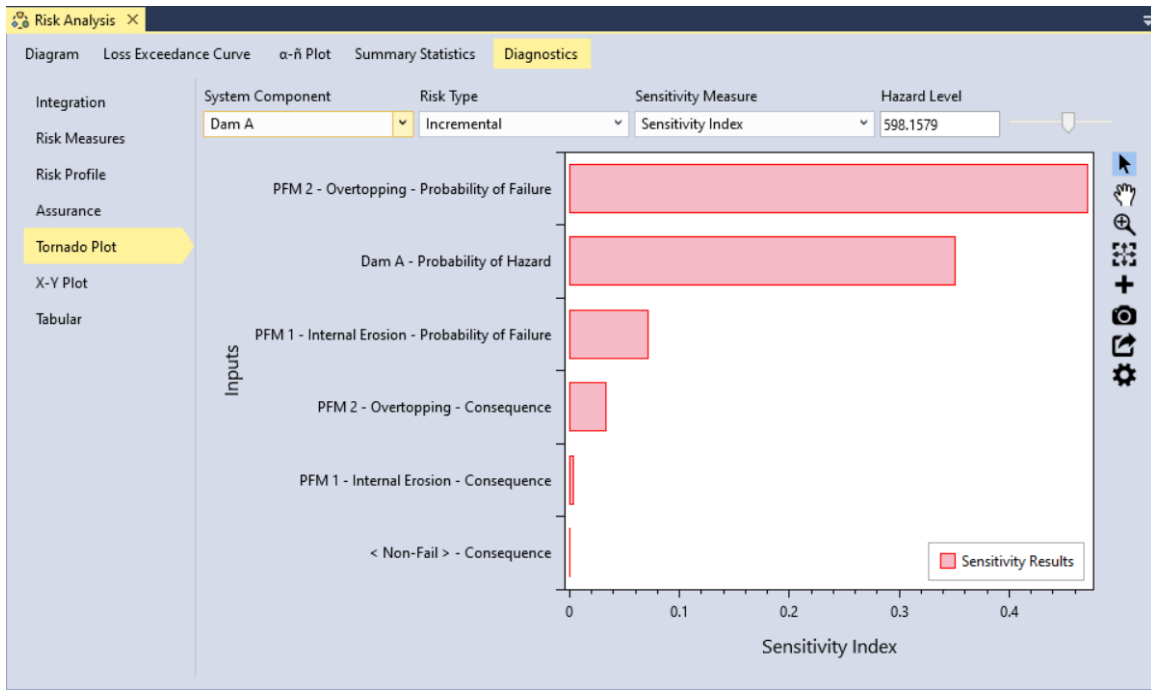 Risk Analysis
Diagram Loss Exceedance Curve α-ñ Plot Summary Statistics Diagnostics
Integration
Risk Measures
Risk Profile
Assurance
Tornado Plot
X-Y Plot
Tabular
System Component Risk Type Sensitivity Measure Hazard Level
Dam A Incremental Sensitivity Index 598.1579
Inputs
PFM 2 - Overtopping - Probability of Failure
Dam A - Probability of Hazard
PFM 1 - Internal Erosion - Probability of Failure
PFM 2 - Overtopping - Consequence
PFM 1 - Internal Erosion - Consequence
< Non-Fail > - Consequence
Sensitivity Results
0 0.1 0.2 0.3 0.4
Sensitivity Index